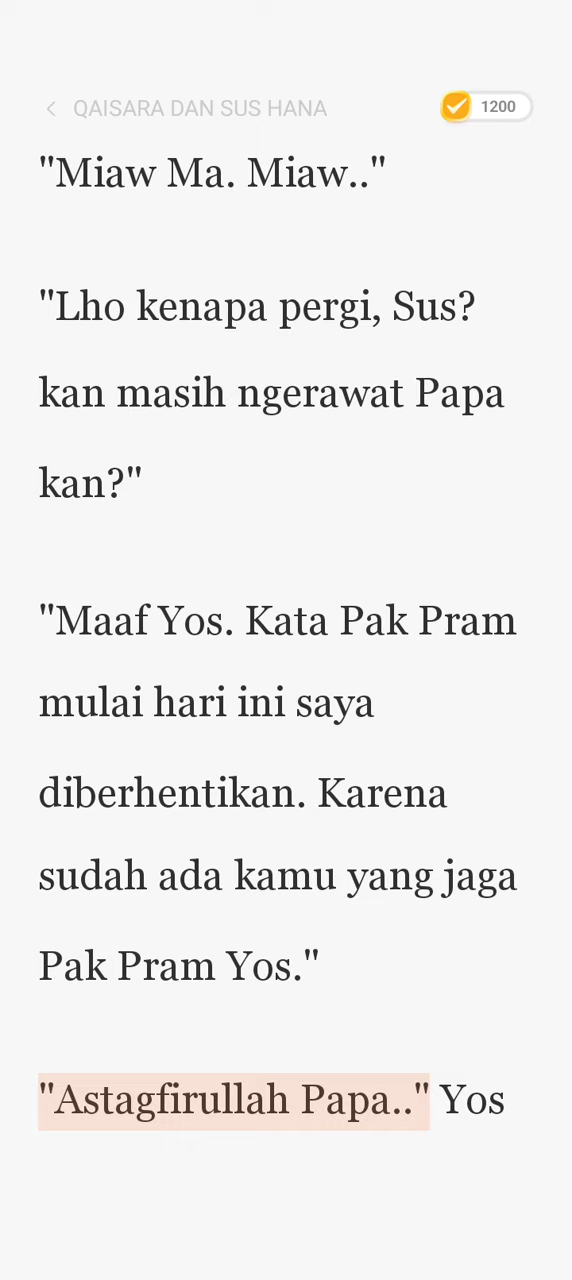 QAISARA DAN SUS HANA
1200
"Miaw Ma. Miaw.."
"Lho kenapa pergi, Sus?
kan masih ngerawat Papa
kan?"
"Maaf Yos. Kata Pak Pram
mulai hari ini saya
diberhentikan. Karena
sudah ada kamu yang jaga
Pak Pram Yos."
"Astagfirullah Papa.." Yos